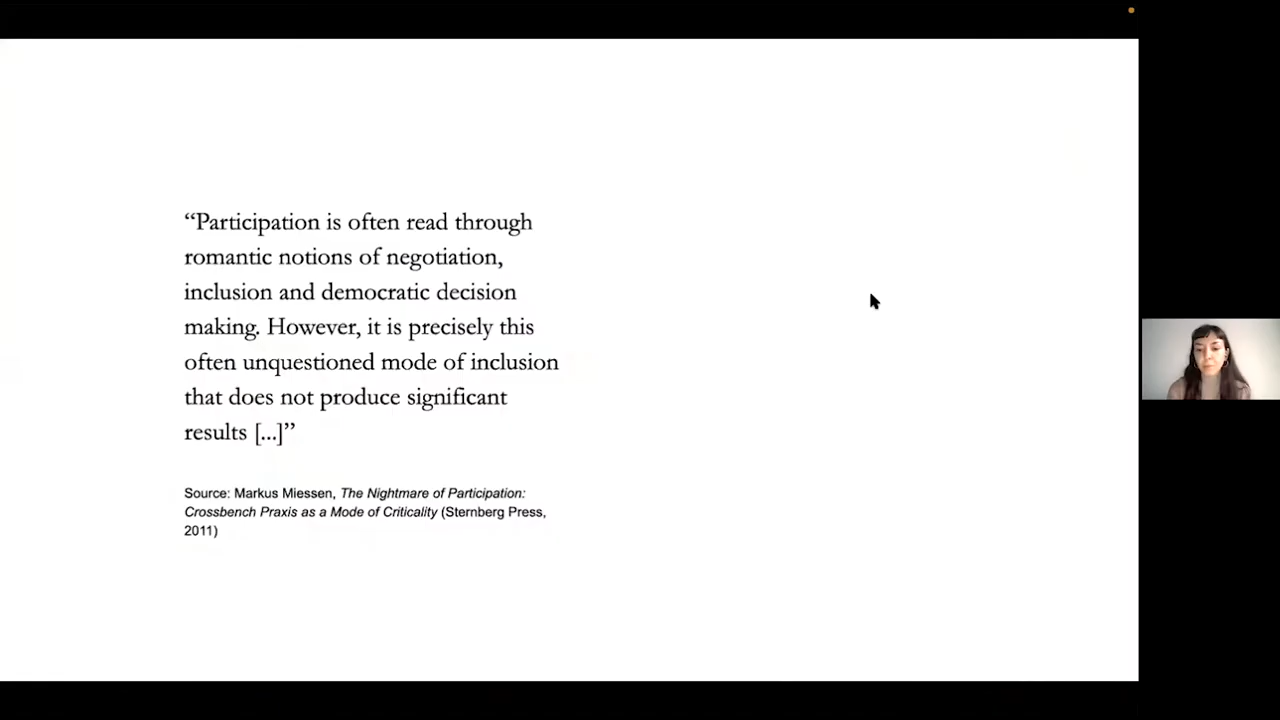 “Participation is often read through
romantic notions of negotiation,
inclusion and democratic decision
making. However, it is precisely this
often unquestioned mode of inclusion
that does not produce significant
results [...]”
Source: Markus Miessen, The Nightmare of Participation:
Crossbench Praxis as a Mode of Criticality (Sternberg Press,
2011)